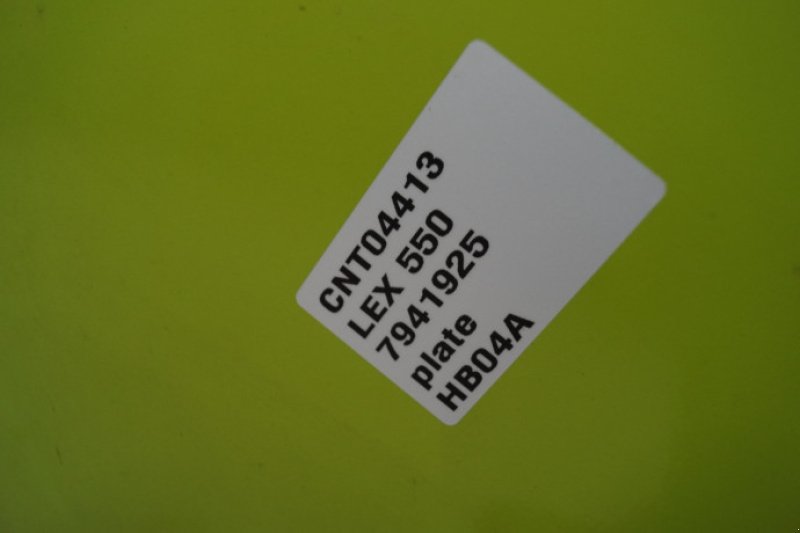 CNT04413
LEX 550
7941925
plate
HB04A